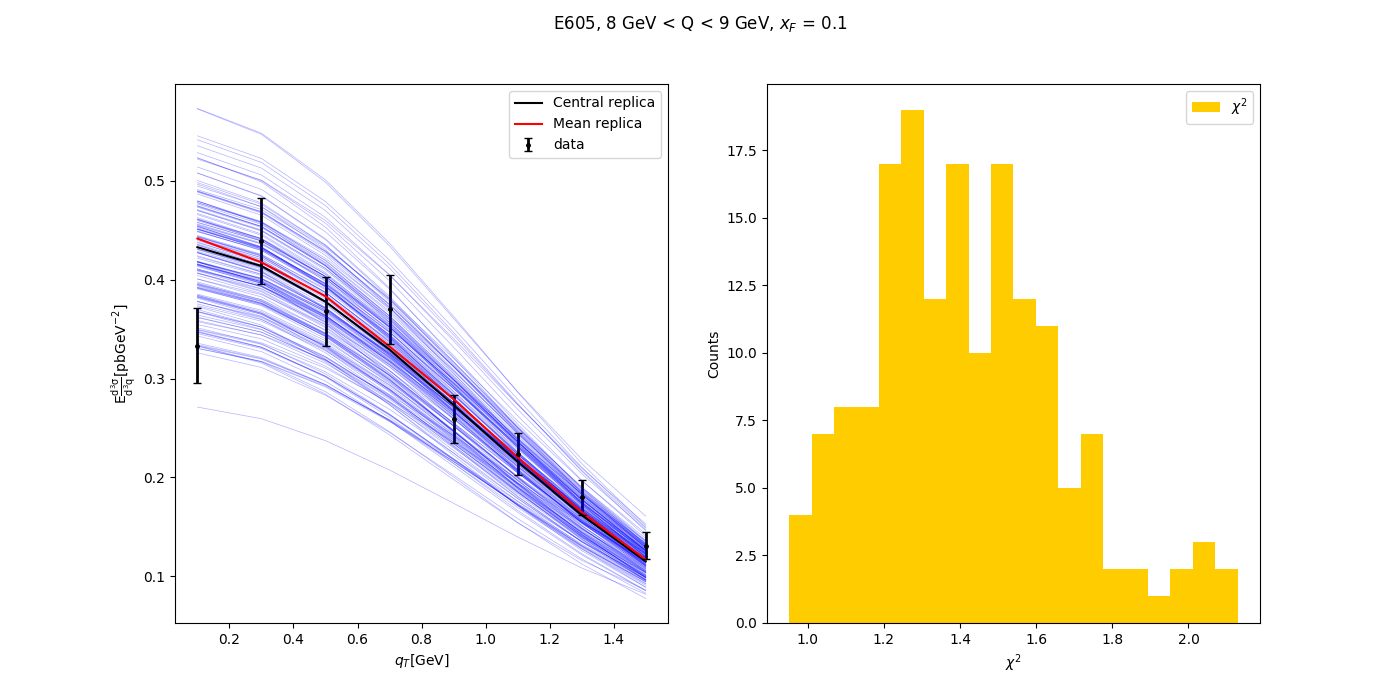 E605, 8 GeV < Q < 9 GeV, x_F = 0.1
Central replica
Mean replica
data
0.5
0.4
0.3
0.2
0.1
E d³σ/d³q [pbGeV⁻²]
0.2 0.4 0.6 0.8 1.0 1.2 1.4
q_T[GeV]
χ²
17.5
15.0
12.5
10.0
7.5
5.0
2.5
0.0
Counts
1.0 1.2 1.4 1.6 1.8 2.0
χ²